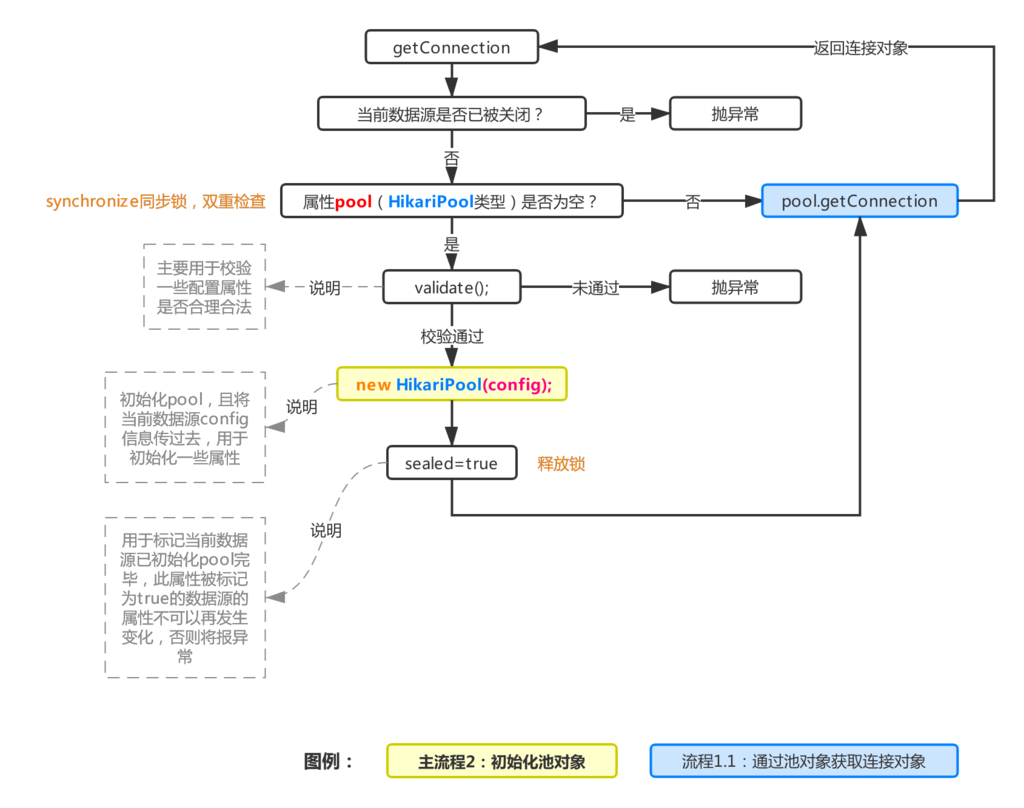 getConnection
返回连接对象
当前数据源是否已被关闭？
是
抛异常
否
synchronize同步锁，双重检查
属性pool（HikariPool类型）是否为空？
否
pool.getConnection
是
主要用于校验
一些配置属性
是否合理合法
说明
validate();
未通过
抛异常
校验通过
new HikariPool(config);
说明
初始化pool，且将
当前数据源config
信息传过去，用于
初始化一些属性
sealed=true
释放锁
说明
用于标记当前数据
源已初始化pool完
毕，此属性被标记
为true的数据源的
属性不可以再发生
变化，否则将报异
常
图例：
主流程2：初始化池对象
流程1.1：通过池对象获取连接对象